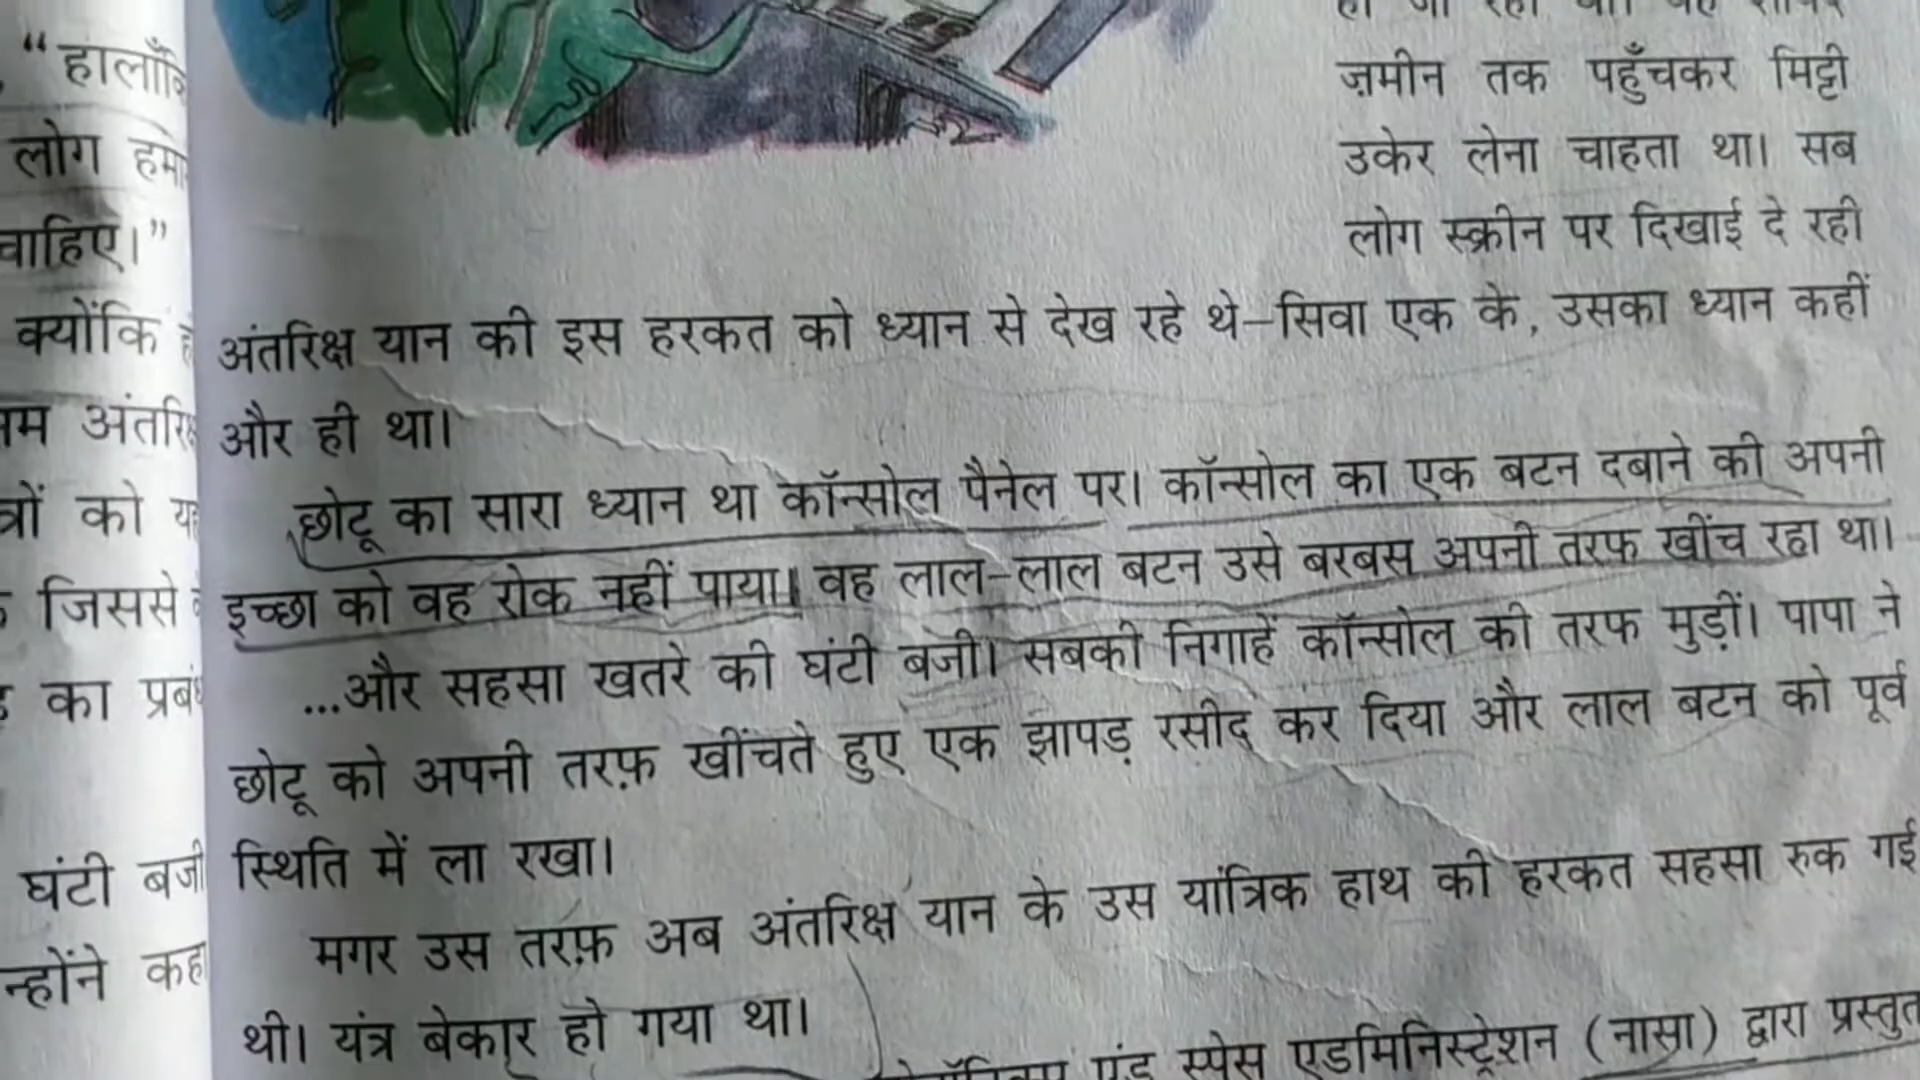 “हालाँकि
लोग हमारे
चाहिए।”
क्योंकि
अंतरिक्ष
को
जिससे
का प्रबंध
घंटी बजी
कहा
ज़मीन तक पहुँचकर मिट्टी
उकेर लेना चाहता था। सब
लोग स्क्रीन पर दिखाई दे रही
अंतरिक्ष यान की इस हरकत को ध्यान से देख रहे थे–सिवा एक के, उसका ध्यान कहीं
और ही था।
छोटू का सारा ध्यान था कॉन्सोल पैनेल पर। कॉन्सोल का एक बटन दबाने की अपनी
इच्छा को वह रोक नहीं पाया। वह लाल-लाल बटन उसे बरबस अपनी तरफ खींच रहा था।
...और सहसा खतरे की घंटी बजी। सबकी निगाहें कॉन्सोल की तरफ मुड़ीं। पापा ने
छोटू को अपनी तरफ़ खींचते हुए एक झापड़ रसीद कर दिया और लाल बटन को पूर्व
स्थिति में ला रखा।
मगर उस तरफ़ अब अंतरिक्ष यान के उस यांत्रिक हाथ की हरकत सहसा रुक गई
थी। यंत्र बेकार हो गया था।
एंड स्पेस एडमिनिस्ट्रेशन (नासा) द्वारा प्रस्तुत